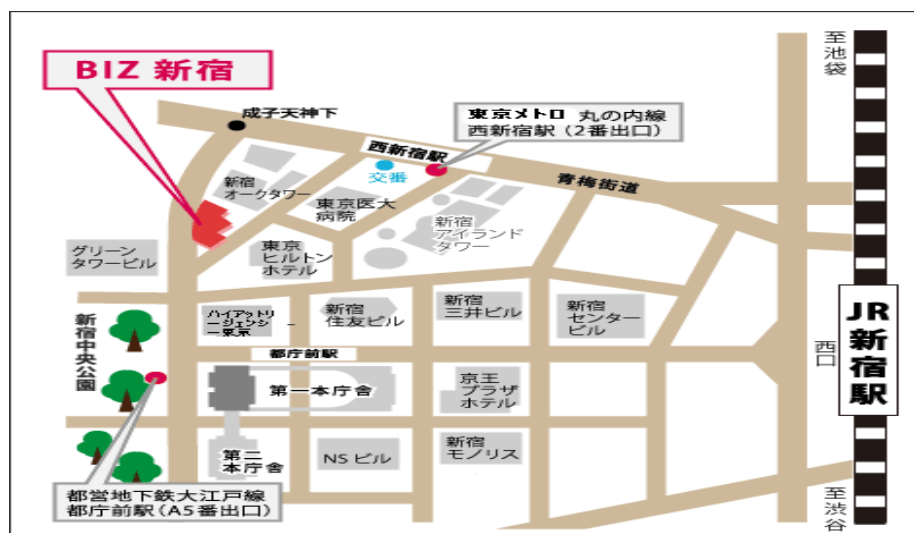 BIZ 新宿
成子天神下
東京メトロ 丸の内線
西新宿駅（2番出口）
至池袋
西新宿駅
交番
青梅街道
新宿
オークタワー
東京医大
病院
新宿
アイランド
タワー
グリーン
タワービル
東京
ヒルトン
ホテル
新宿中央公園
ハイアットリ
ージェンシ
ー東京
新宿
住友ビル
新宿
三井ビル
新宿
センター
ビル
西口
JR新宿駅
都庁前駅
第一本庁舎
京王
プラザ
ホテル
第二
本庁舎
NSビル
新宿
モノリス
都営地下鉄大江戸線
都庁前駅（A5番出口）
至渋谷